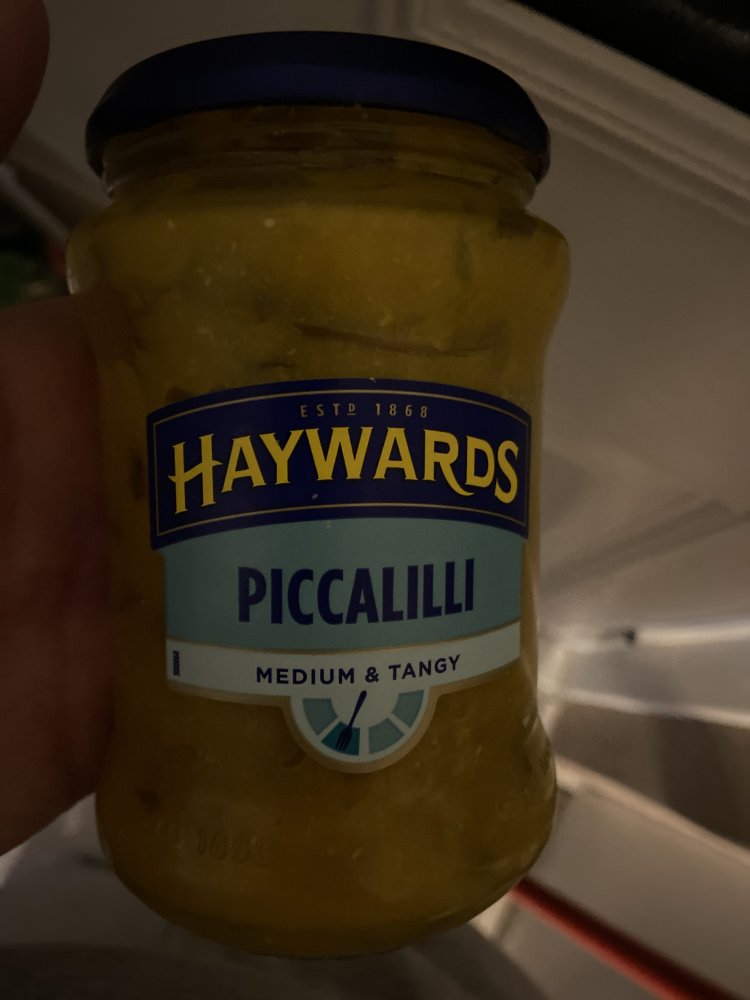 ESTD 1868
HAYWARDS
PICCALILLI
MEDIUM & TANGY